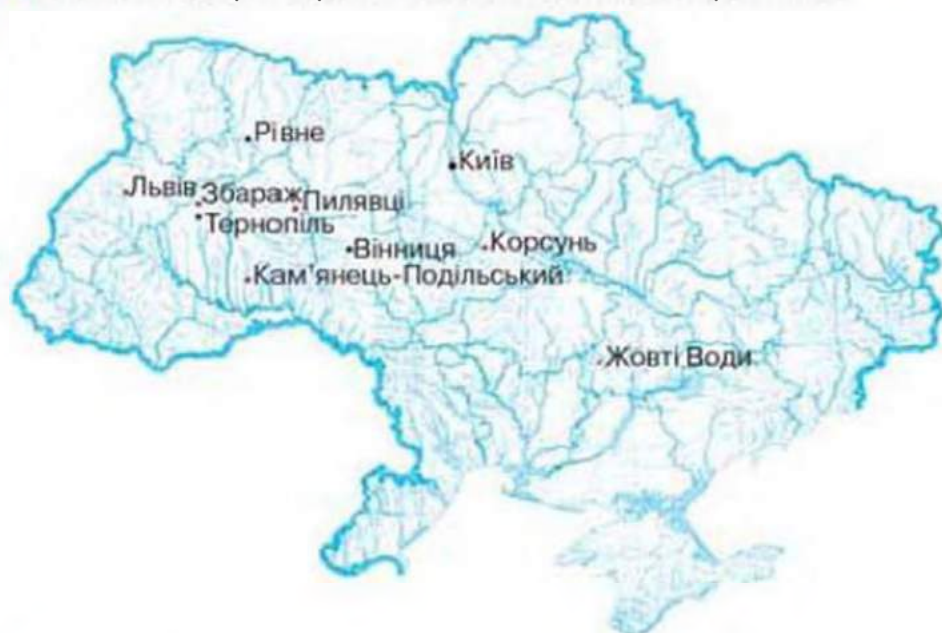 Рівне
Київ
Львів
Збараж
Пилявці
Тернопіль
Вінниця
Корсунь
Кам'янець-Подільський
Жовті Води